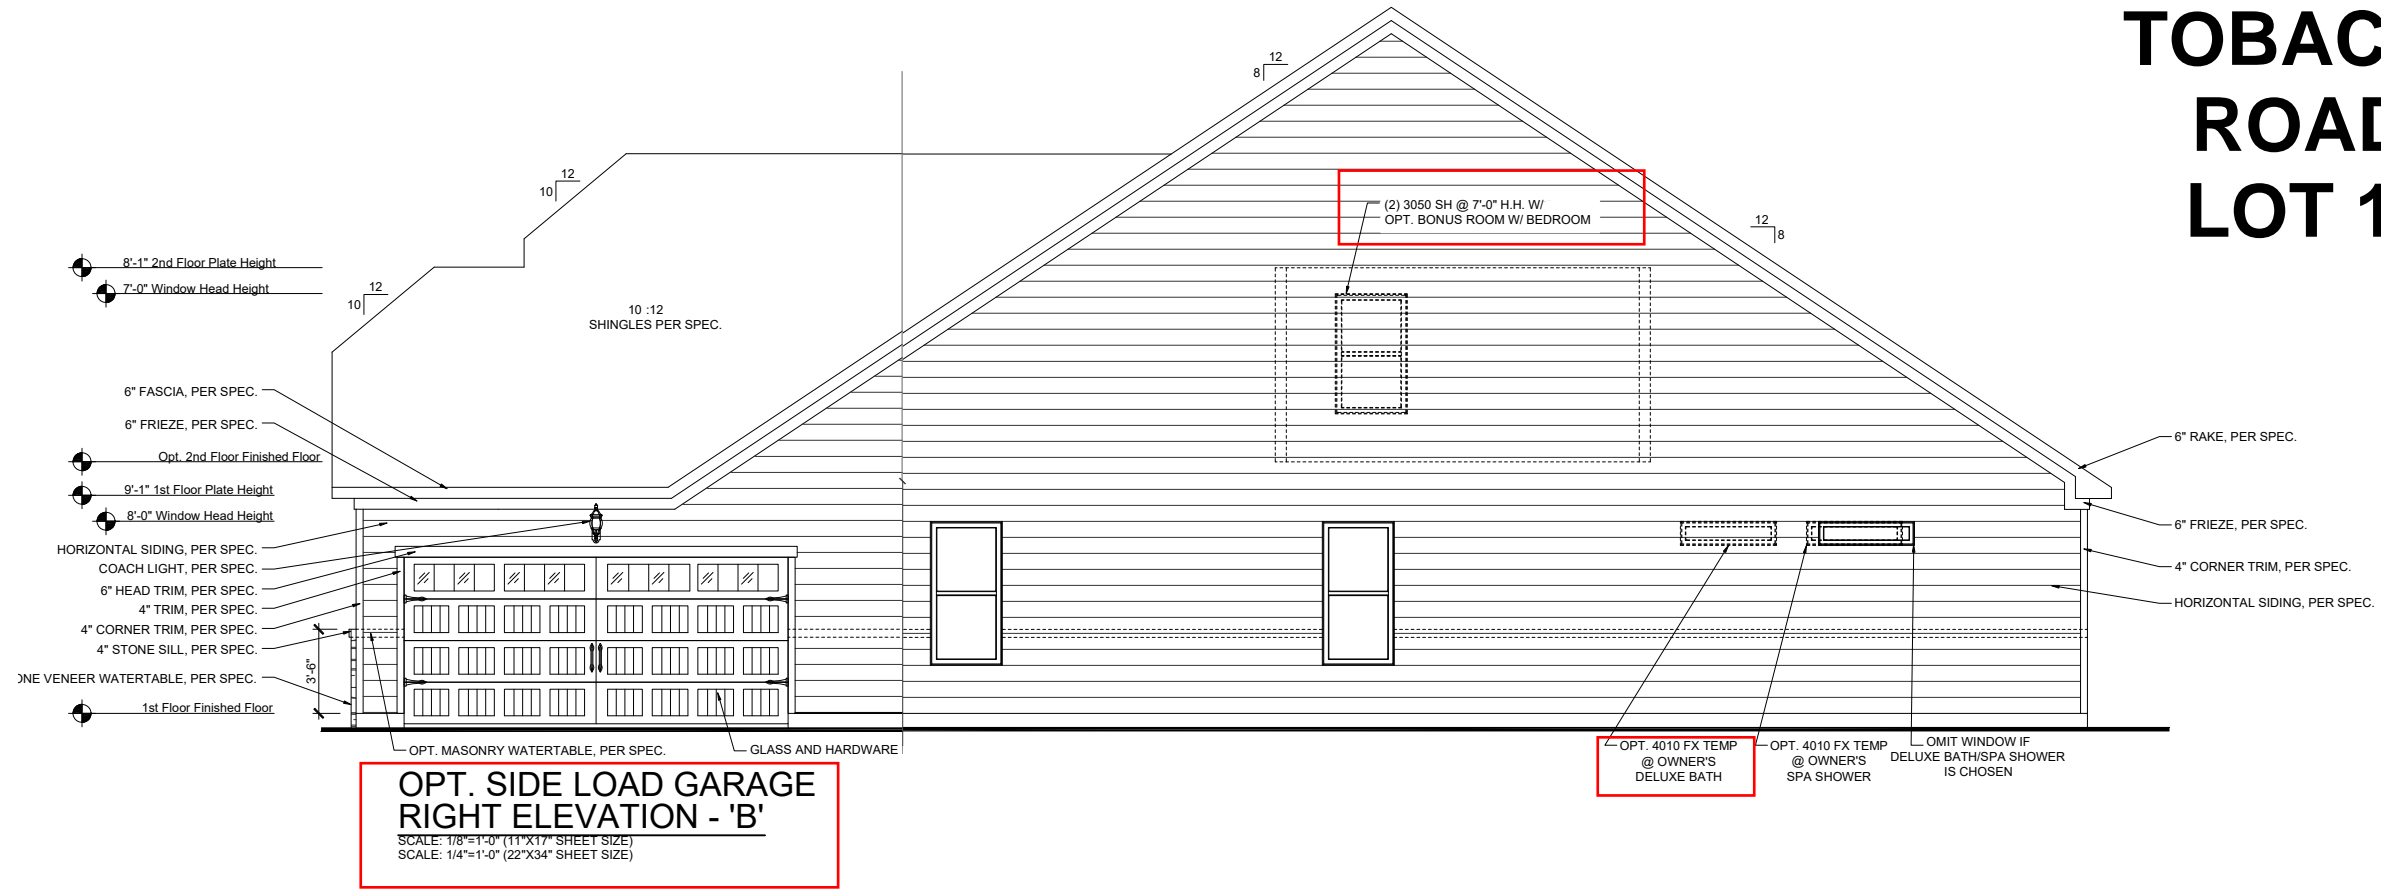 TOBAC
ROAD
LOT 1
12
8
12
10
(2) 3050 SH @ 7'-0" H.H. W/
OPT. BONUS ROOM W/ BEDROOM
12
8
8'-1" 2nd Floor Plate Height
7'-0" Window Head Height
12
10
10 :12
SHINGLES PER SPEC.
6" FASCIA, PER SPEC.
6" FRIEZE, PER SPEC.
Opt. 2nd Floor Finished Floor
9'-1" 1st Floor Plate Height
8'-0" Window Head Height
HORIZONTAL SIDING, PER SPEC.
COACH LIGHT, PER SPEC.
6" HEAD TRIM, PER SPEC.
4" TRIM, PER SPEC.
4" CORNER TRIM, PER SPEC.
4" STONE SILL, PER SPEC.
3'-6"
ONE VENEER WATERTABLE, PER SPEC.
1st Floor Finished Floor
6" RAKE, PER SPEC.
6" FRIEZE, PER SPEC.
4" CORNER TRIM, PER SPEC.
HORIZONTAL SIDING, PER SPEC.
OPT. MASONRY WATERTABLE, PER SPEC.
GLASS AND HARDWARE
OPT. 4010 FX TEMP
@ OWNER'S
DELUXE BATH
OPT. 4010 FX TEMP
@ OWNER'S
SPA SHOWER
OMIT WINDOW IF
DELUXE BATH/SPA SHOWER
IS CHOSEN
OPT. SIDE LOAD GARAGE
RIGHT ELEVATION - 'B'
SCALE: 1/8"=1'-0" (11"X17" SHEET SIZE)
SCALE: 1/4"=1'-0" (22"X34" SHEET SIZE)